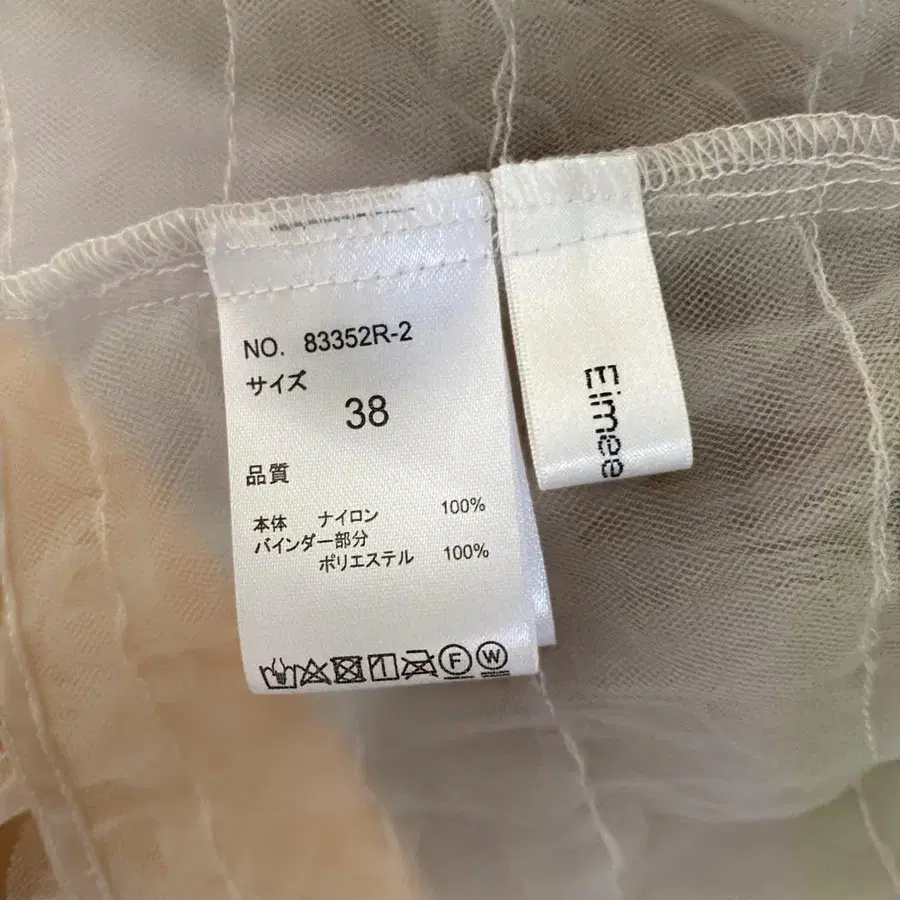 NO. 83352R-2
サイズ
38
品質
本体 ナイロン 100%
バインダー部分
ポリエステル 100%
F W
Eimee